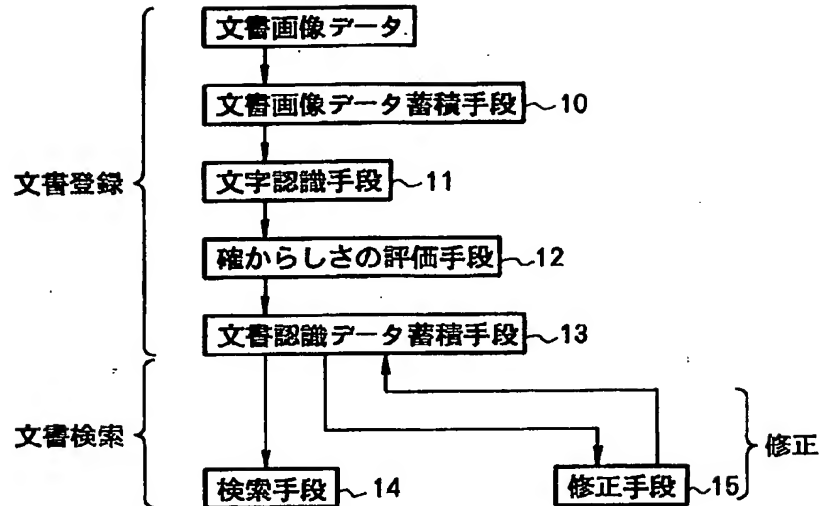 文書画像データ
文書画像データ蓄積手段 10
文書登録
文字認識手段 11
確からしさの評価手段 12
文書認識データ蓄積手段 13
文書検索
修正
検索手段 14
修正手段 15